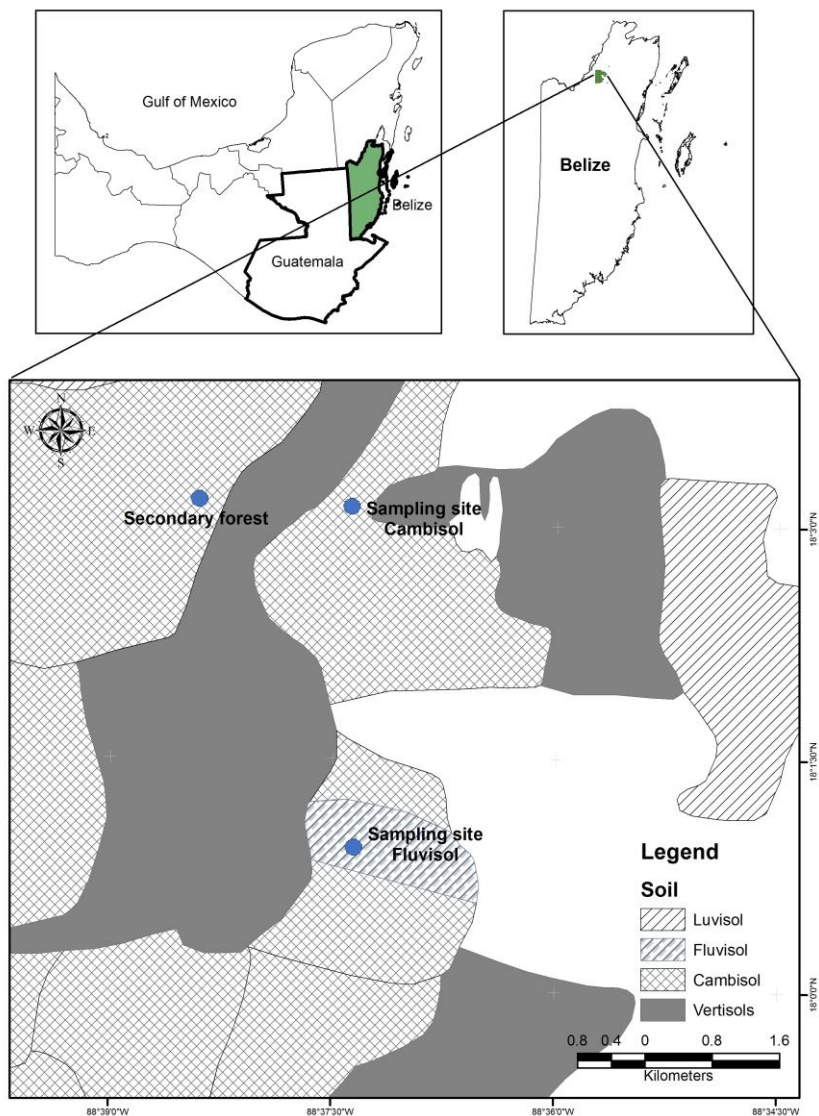 Gulf of Mexico
Belize
Guatemala
Belize
N
W E
S
Secondary forest
Sampling site
Cambisol
Sampling site
Fluvisol
18°3'0"N
18°1'30"N
18°0'0"N
Legend
Soil
Luvisol
Fluvisol
Cambisol
Vertisols
0.8 0.4 0 0.8 1.6
Kilometers
88°39'0"W 88°37'30"W 88°36'0"W 88°34'30"W